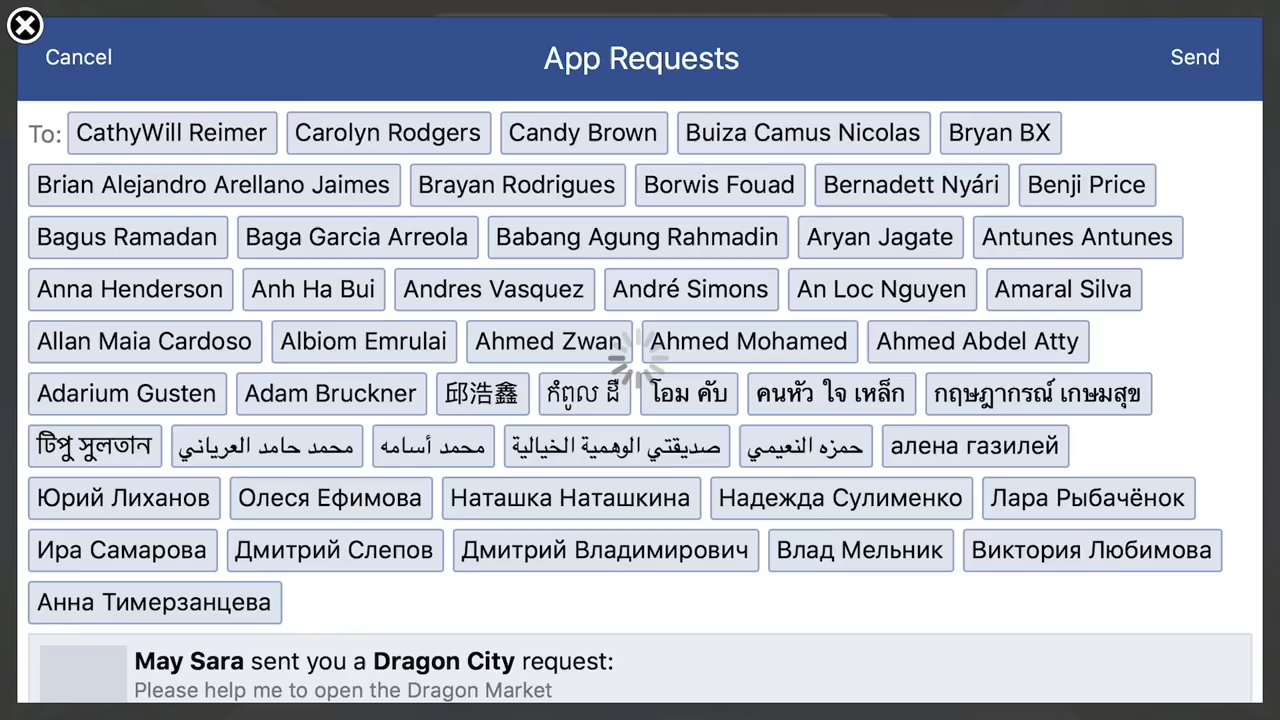 Cancel App Requests Send
To: CathyWill Reimer Carolyn Rodgers Candy Brown Buiza Camus Nicolas Bryan BX
Brian Alejandro Arellano Jaimes Brayan Rodrigues Borwis Fouad Bernadett Nyári Benji Price
Bagus Ramadan Baga Garcia Arreola Babang Agung Rahmadin Aryan Jagate Antunes Antunes
Anna Henderson Anh Ha Bui Andres Vasquez André Simons An Loc Nguyen Amaral Silva
Allan Maia Cardoso Albiom Emrulai Ahmed Zwan Ahmed Mohamed Ahmed Abdel Atty
Adarium Gusten Adam Bruckner 邱浩鑫 កំពូល ដឺ โอม คับ คนหัว ใจ เหล็ก กฤษฎากรณ์ เกษมสุข
টিপু সুলতান محمد حامد العرياني محمد أسامه صديقتي الوهمية الخيالية حمزه النعيمي алена газилей
Юрий Лиханов Олеся Ефимова Наташка Наташкина Надежда Сулименко Лара Рыбачёнок
Ира Самарова Дмитрий Слепов Дмитрий Владимирович Влад Мельник Виктория Любимова
Анна Тимерзанцева
May Sara sent you a Dragon City request:
Please help me to open the Dragon Market